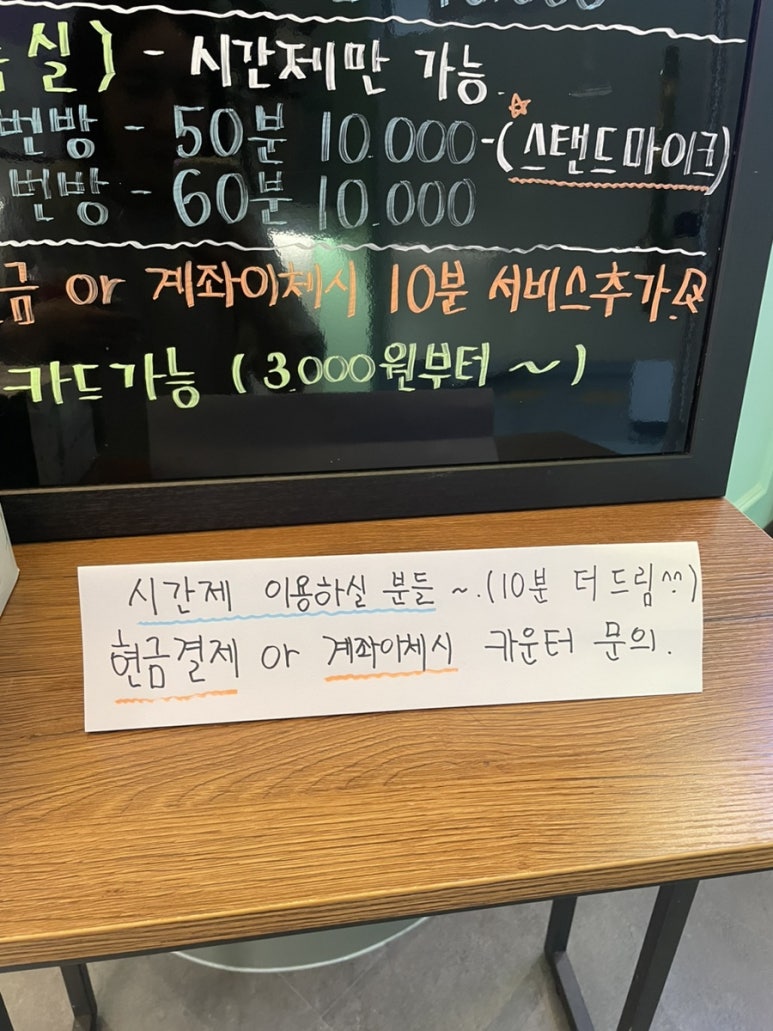 실) - 시간제만 가능
번방 - 50분 10.000-(스탠드마이크)
번방 - 60분 10.000
금 or 계좌이체시 10분 서비스추가
카드가능 (3.000원부터 ~)
시간제 이용하실 분들 ~.(10분 더 드림^^)
현금결제 or 계좌이체시 카운터 문의.